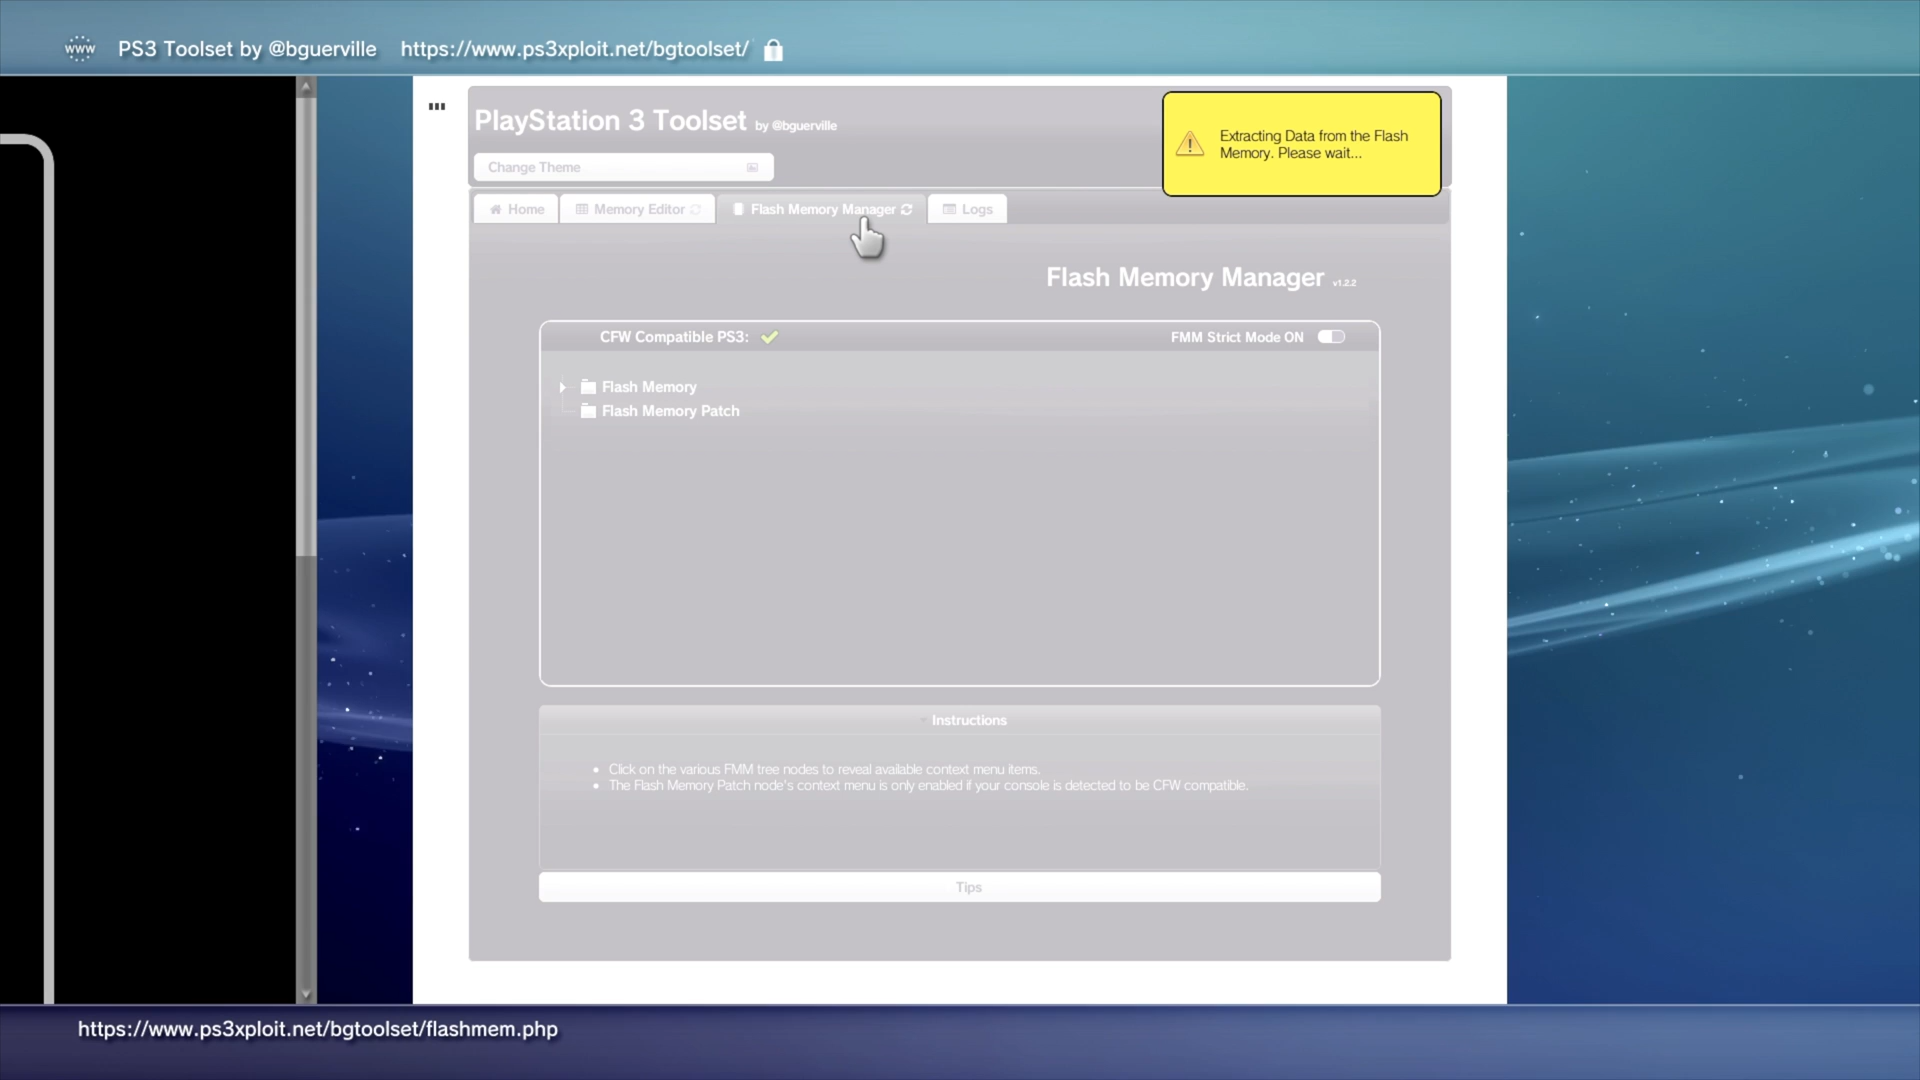 www PS3 Toolset by @bguerville https://www.ps3xploit.net/bgtoolset/
PlayStation 3 Toolset by @bguerville
Extracting Data from the Flash
Memory. Please wait...
Change Theme
Home Memory Editor Flash Memory Manager Logs
Flash Memory Manager v1.2.2
CFW Compatible PS3: FMM Strict Mode ON
Flash Memory
Flash Memory Patch
Instructions
• Click on the various FMM tree nodes to reveal available context menu items.
• The Flash Memory Patch node's context menu is only enabled if your console is detected to be CFW compatible.
Tips
https://www.ps3xploit.net/bgtoolset/flashmem.php